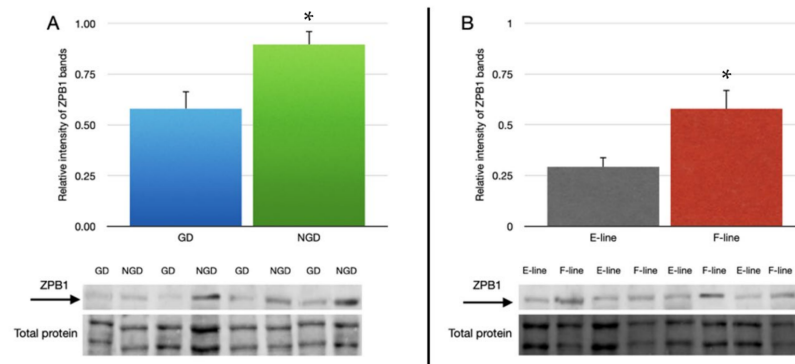 A
*
1.00
0.75
0.50
0.25
0.00
Relative intensity of ZPB1 bands
GD NGD
GD NGD GD NGD GD NGD GD NGD
ZPB1
Total protein
B
*
1
0.75
0.5
0.25
0
Relative intensity of ZPB1 bands
E-line F-line
E-line F-line E-line F-line E-line F-line E-line F-line
ZPB1
Total protein